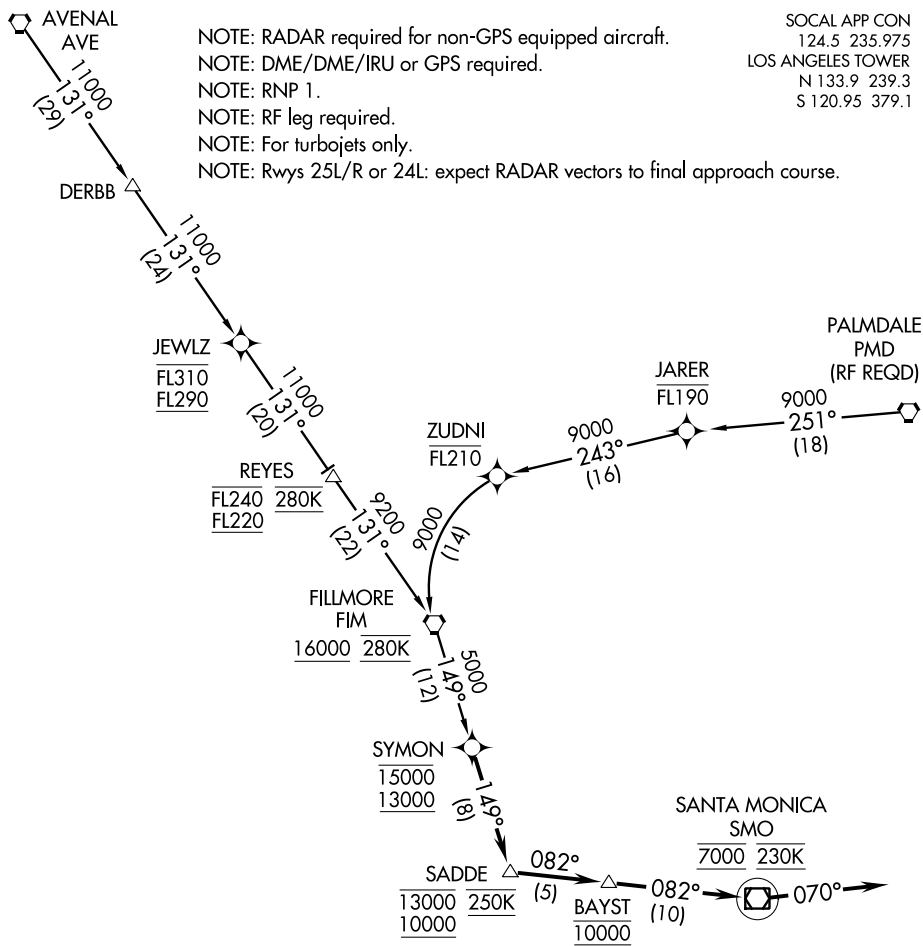 AVENAL
AVE
NOTE: RADAR required for non-GPS equipped aircraft.
NOTE: DME/DME/IRU or GPS required.
NOTE: RNP 1.
NOTE: RF leg required.
NOTE: For turbojets only.
NOTE: Rwys 25L/R or 24L: expect RADAR vectors to final approach course.
SOCAL APP CON
124.5 235.975
LOS ANGELES TOWER
N 133.9 239.3
S 120.95 379.1
11000
131°
(29)
DERBB
11000
131°
(24)
JEWLZ
FL310
FL290
11000
131°
(20)
REYES
FL240 280K
FL220
9200
131°
(22)
PALMDALE
PMD
(RF REQD)
9000
251°
(18)
JARER
FL190
9000
243°
(16)
ZUDNI
FL210
9000
(14)
FILLMORE
FIM
16000 280K
5000
149°
(12)
SYMON
15000
13000
149°
(8)
SADDE
13000 250K
10000
082°
(5)
BAYST
10000
082°
(10)
SANTA MONICA
SMO
7000 230K
070°